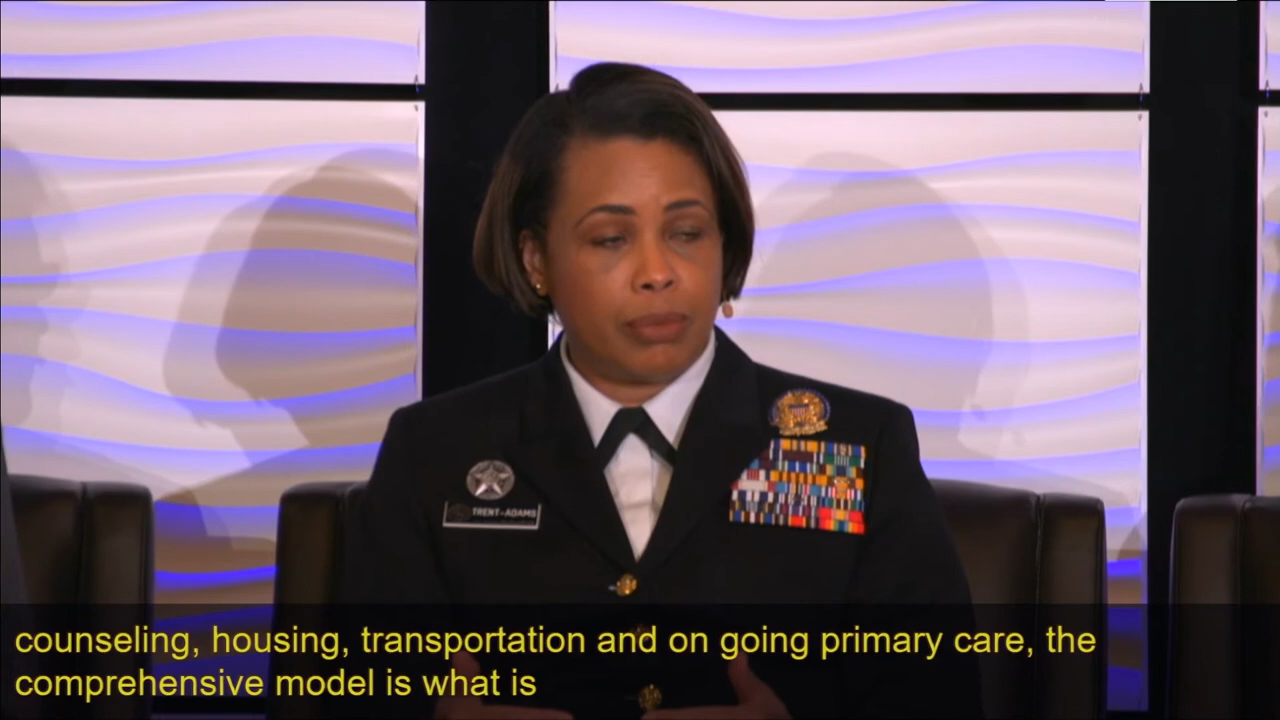 TRENT-ADAMS
counseling, housing, transportation and on going primary care, the
comprehensive model is what is